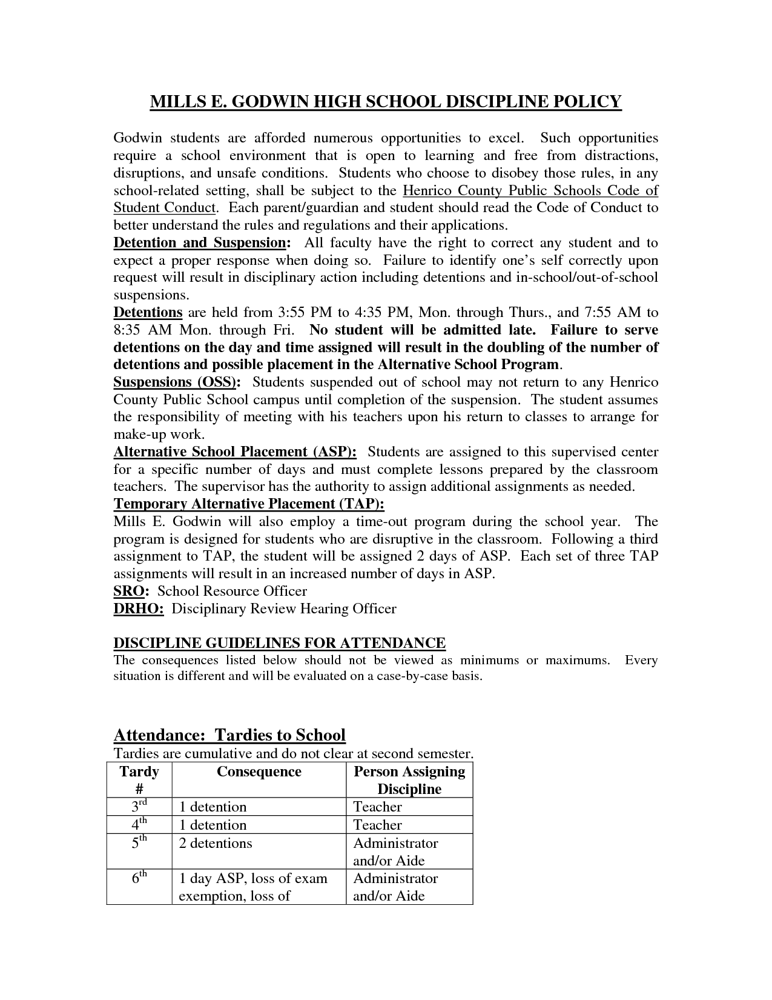 MILLS E. GODWIN HIGH SCHOOL DISCIPLINE POLICY
Godwin students are afforded numerous opportunities to excel.  Such opportunities
require a school environment that is open to learning and free from distractions,
disruptions, and unsafe conditions.  Students who choose to disobey those rules, in any
school-related setting, shall be subject to the Henrico County Public Schools Code of
Student Conduct.  Each parent/guardian and student should read the Code of Conduct to
better understand the rules and regulations and their applications.
Detention and Suspension:  All faculty have the right to correct any student and to
expect a proper response when doing so.  Failure to identify one’s self correctly upon
request will result in disciplinary action including detentions and in-school/out-of-school
suspensions.
Detentions are held from 3:55 PM to 4:35 PM, Mon. through Thurs., and 7:55 AM to
8:35 AM Mon. through Fri.  No student will be admitted late.  Failure to serve
detentions on the day and time assigned will result in the doubling of the number of
detentions and possible placement in the Alternative School Program.
Suspensions (OSS):  Students suspended out of school may not return to any Henrico
County Public School campus until completion of the suspension.  The student assumes
the responsibility of meeting with his teachers upon his return to classes to arrange for
make-up work.
Alternative School Placement (ASP):  Students are assigned to this supervised center
for a specific number of days and must complete lessons prepared by the classroom
teachers.  The supervisor has the authority to assign additional assignments as needed.
Temporary Alternative Placement (TAP):
Mills E. Godwin will also employ a time-out program during the school year.  The
program is designed for students who are disruptive in the classroom.  Following a third
assignment to TAP, the student will be assigned 2 days of ASP.  Each set of three TAP
assignments will result in an increased number of days in ASP.
SRO:  School Resource Officer
DRHO:  Disciplinary Review Hearing Officer
DISCIPLINE GUIDELINES FOR ATTENDANCE
The consequences listed below should not be viewed as minimums or maximums.  Every
situation is different and will be evaluated on a case-by-case basis.
Attendance:  Tardies to School
Tardies are cumulative and do not clear at second semester.
Tardy # Consequence Person Assigning Discipline
3rd 1 detention Teacher
4th 1 detention Teacher
5th 2 detentions Administrator
and/or Aide
6th 1 day ASP, loss of exam Administrator
exemption, loss of and/or Aide